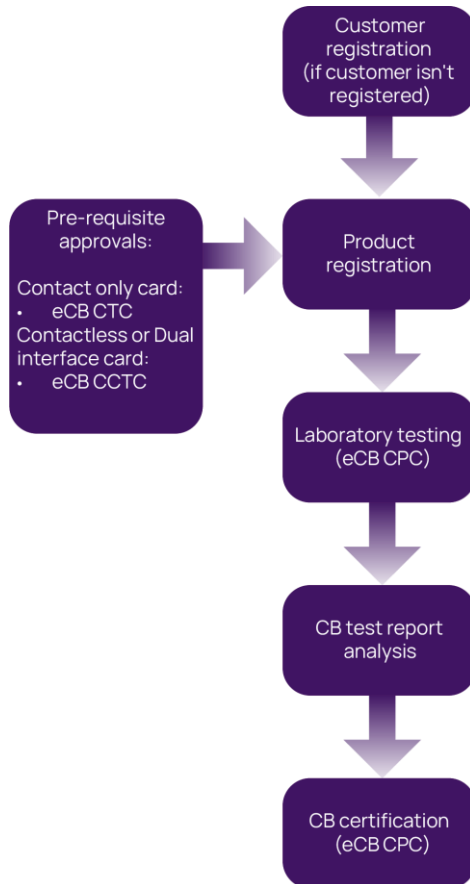 Customer
registration
(if customer isn't
registered)
Pre-requisite
approvals:
Contact only card:
• eCB CTC
Contactless or Dual
interface card:
• eCB CCTC
Product
registration
Laboratory testing
(eCB CPC)
CB test report
analysis
CB certification
(eCB CPC)